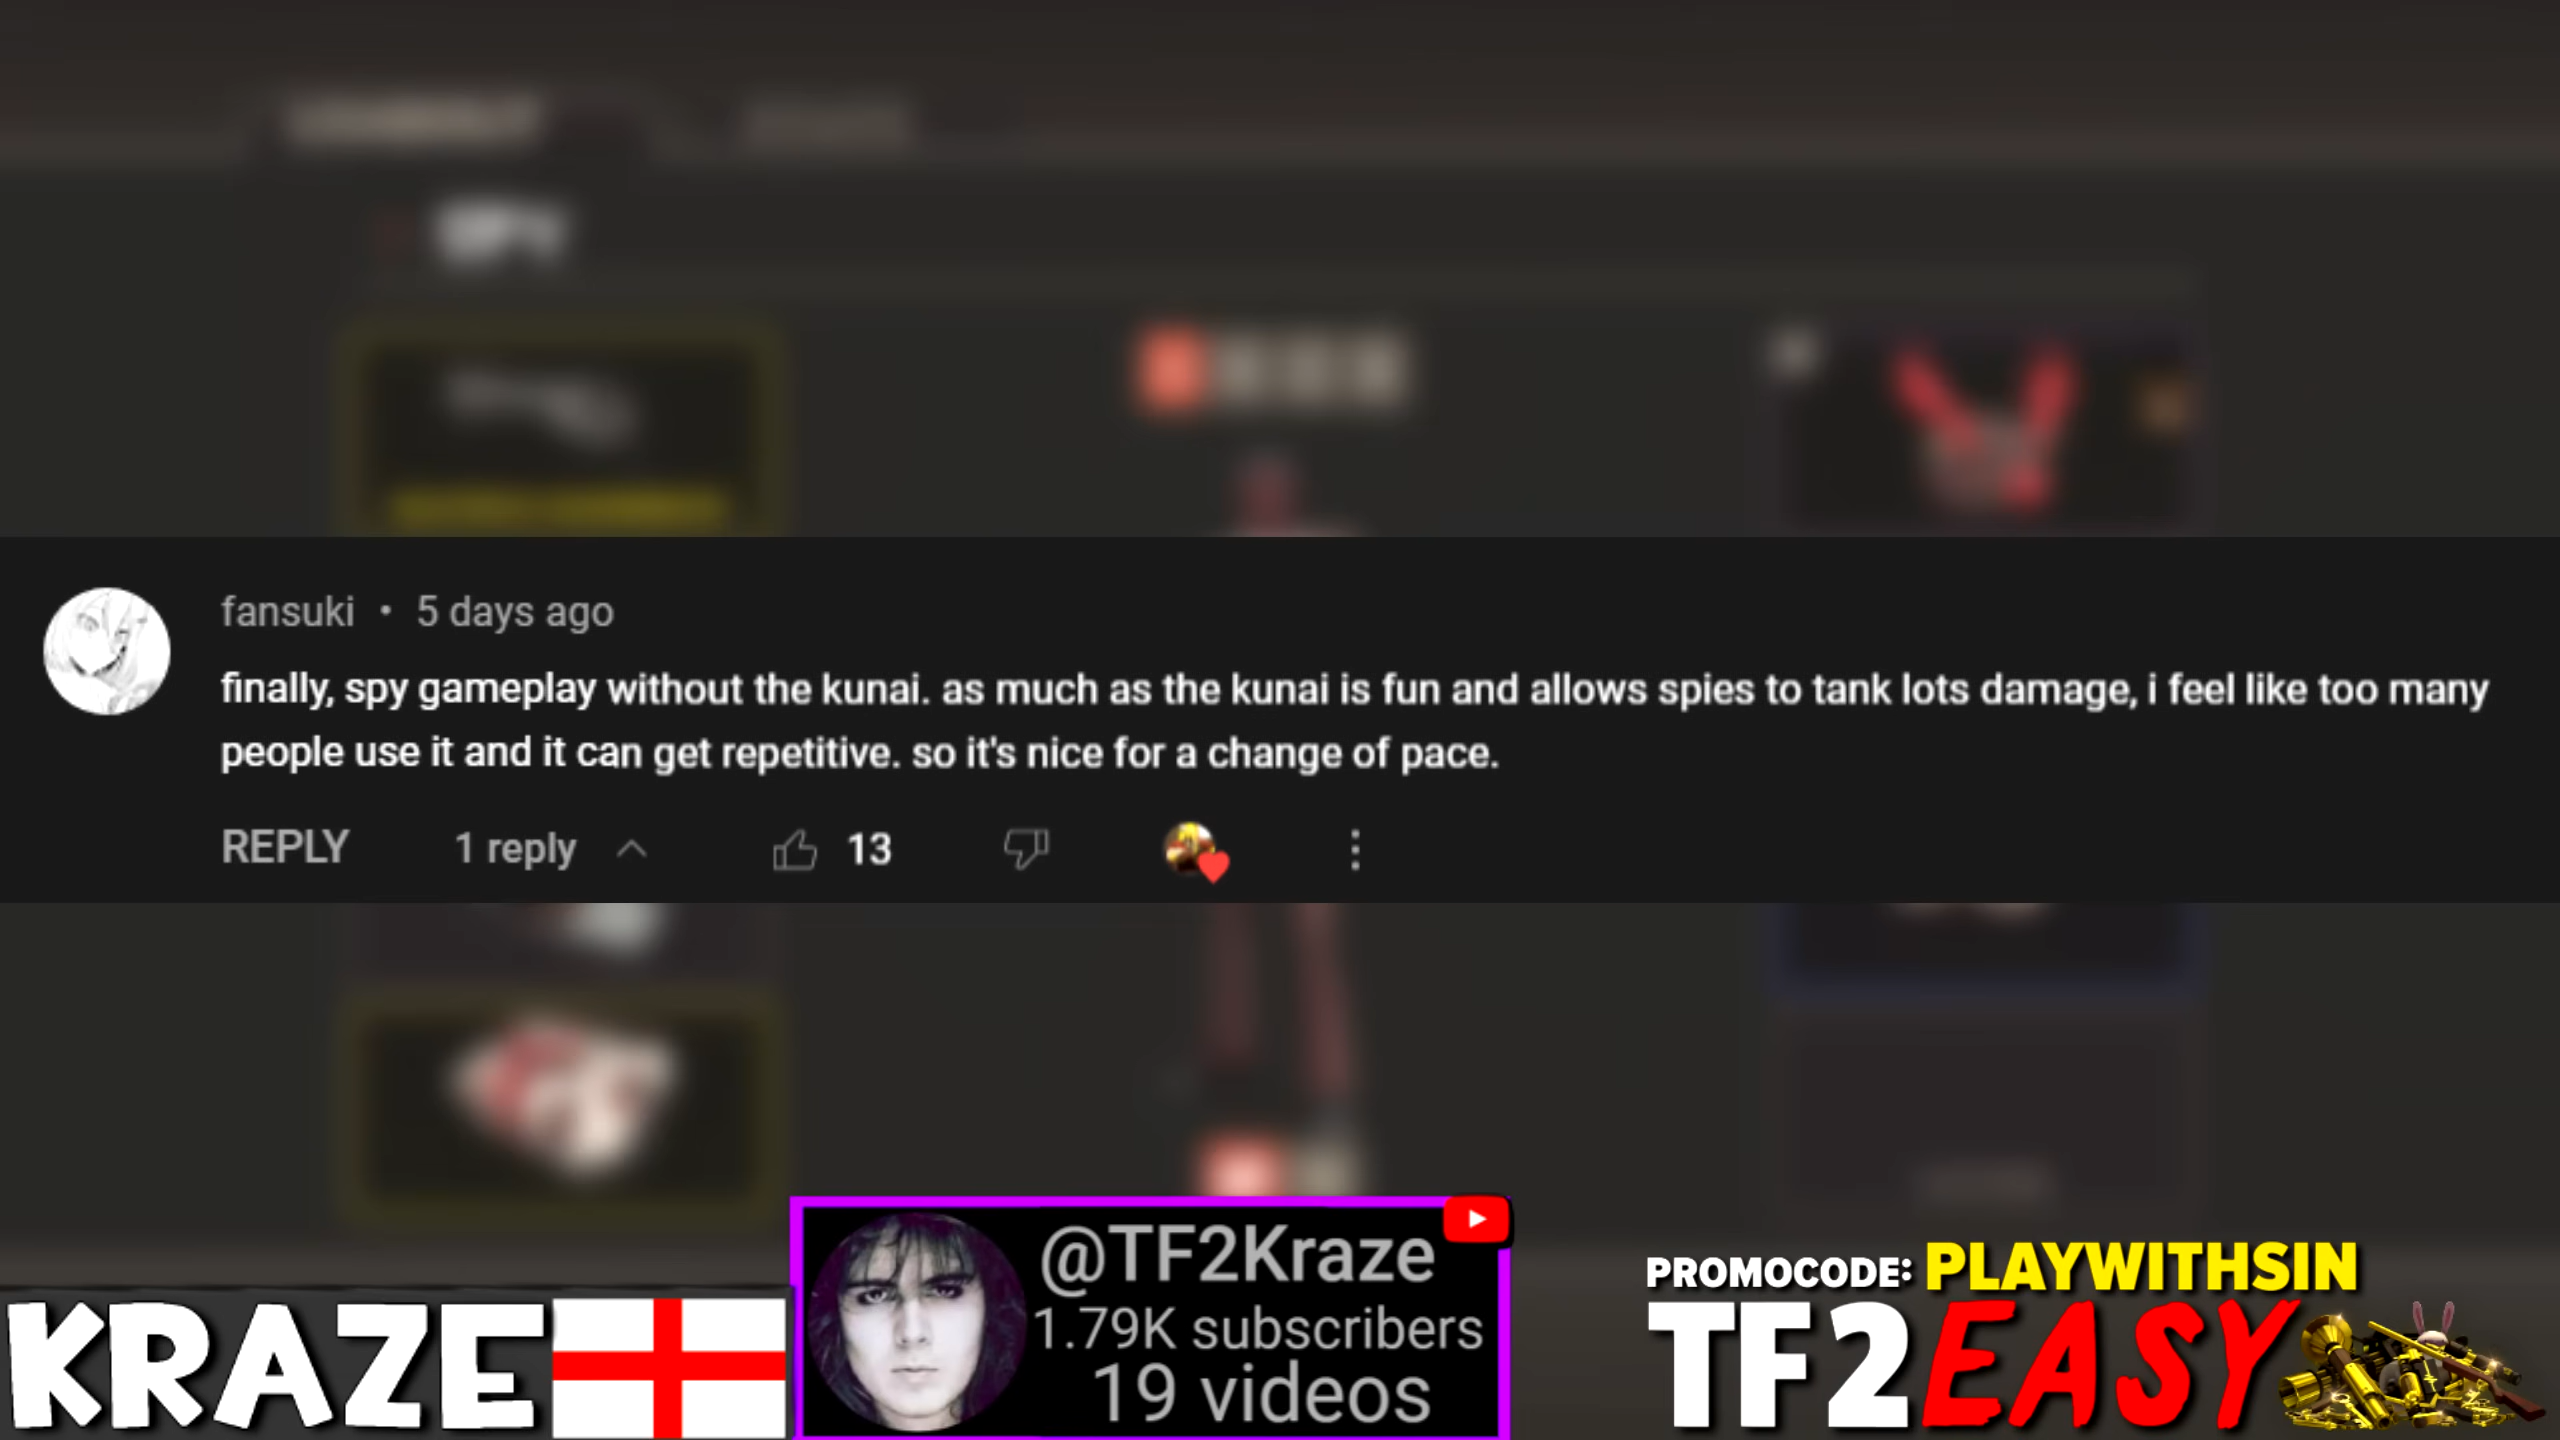 SPY
fansuki • 5 days ago
finally, spy gameplay without the kunai. as much as the kunai is fun and allows spies to tank lots damage, i feel like too many
people use it and it can get repetitive. so it's nice for a change of pace.
REPLY 1 reply 13
@TF2Kraze
1.79K subscribers
19 videos
KRAZE
PROMOCODE: PLAYWITHSIN
TF2EASY